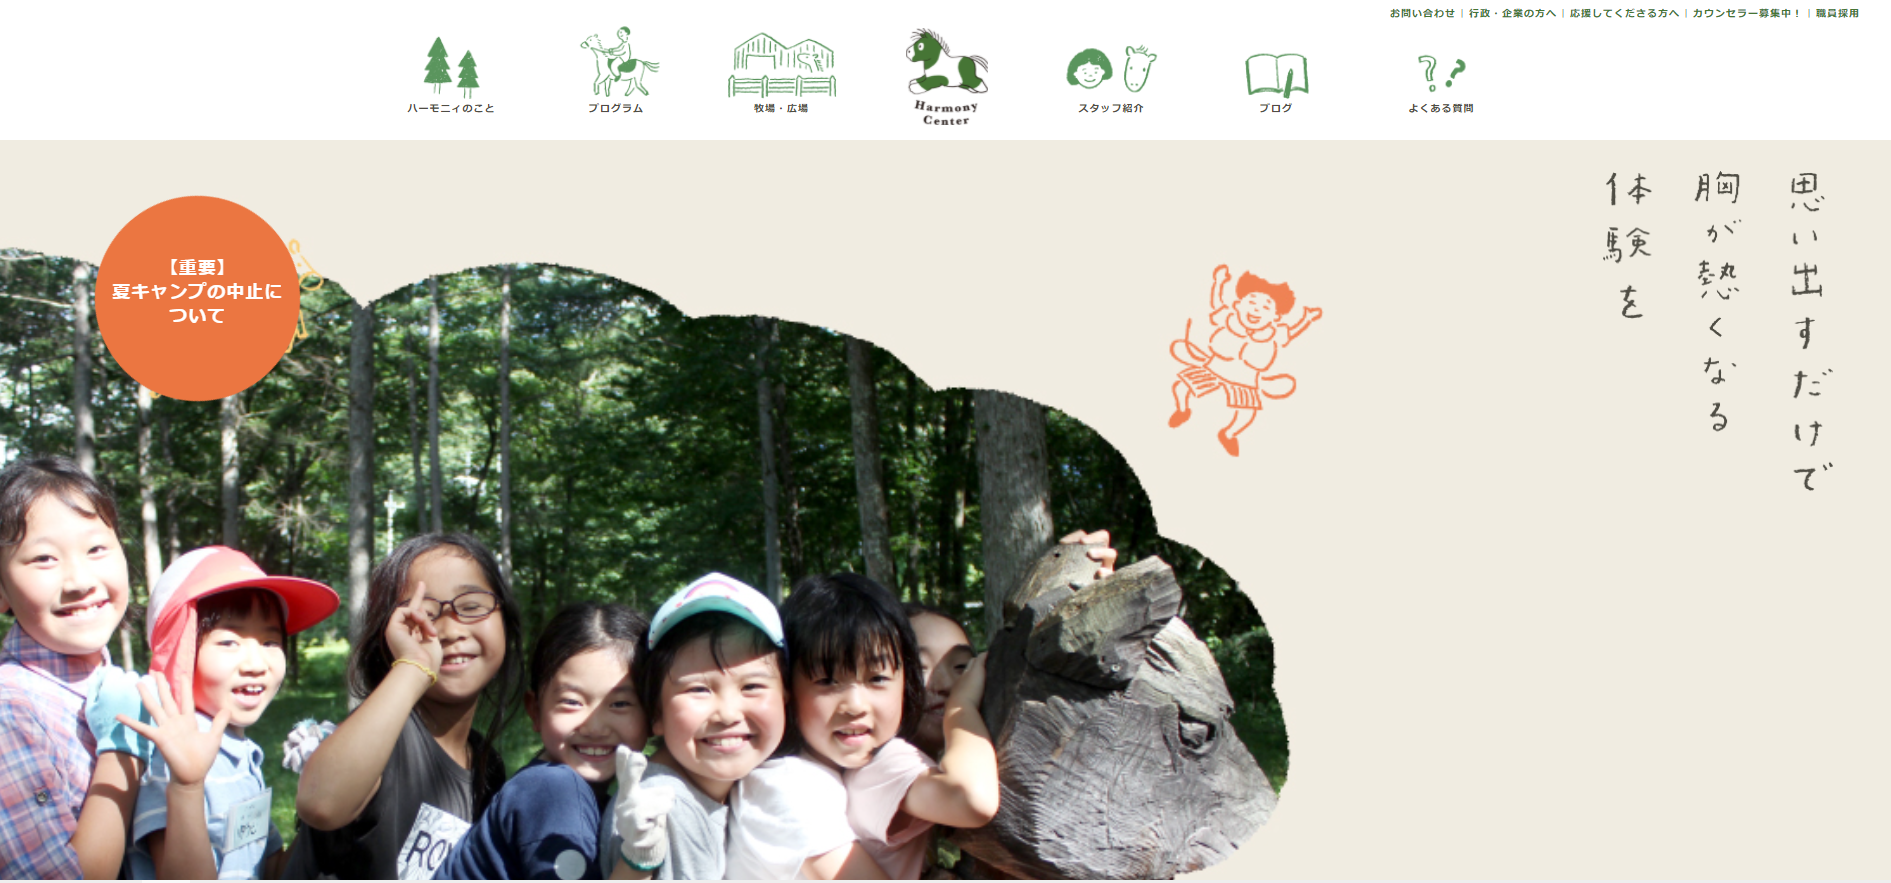 お問い合わせ | 行政・企業の方へ | 応援してくださる方へ | カウンセラー募集中! | 職員採用
ハーモニィのこと
プログラム
牧場・広場
Harmony
Center
スタッフ紹介
ブログ
よくある質問
【重要】
夏キャンプの中止に
ついて
思い出すだけで
胸が熱くなる
体験を